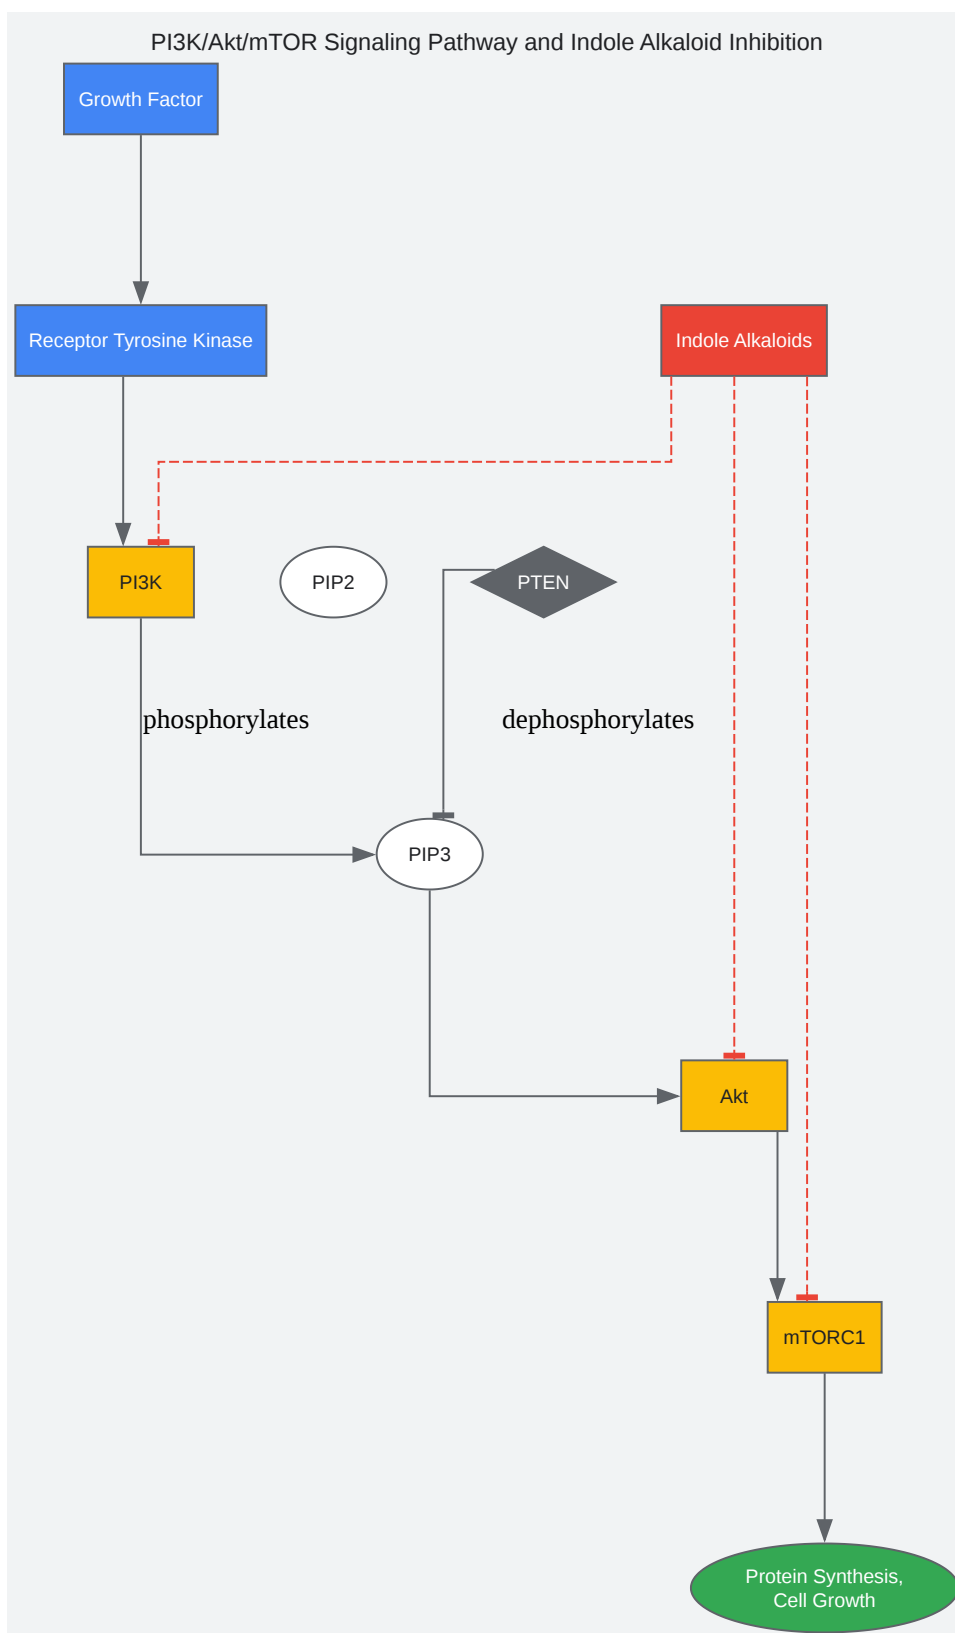 PI3K/Akt/mTOR Signaling Pathway and Indole Alkaloid Inhibition
Growth Factor
Receptor Tyrosine Kinase
Indole Alkaloids
PI3K
PIP2
PTEN
phosphorylates
dephosphorylates
PIP3
Akt
mTORC1
Protein Synthesis,
Cell Growth